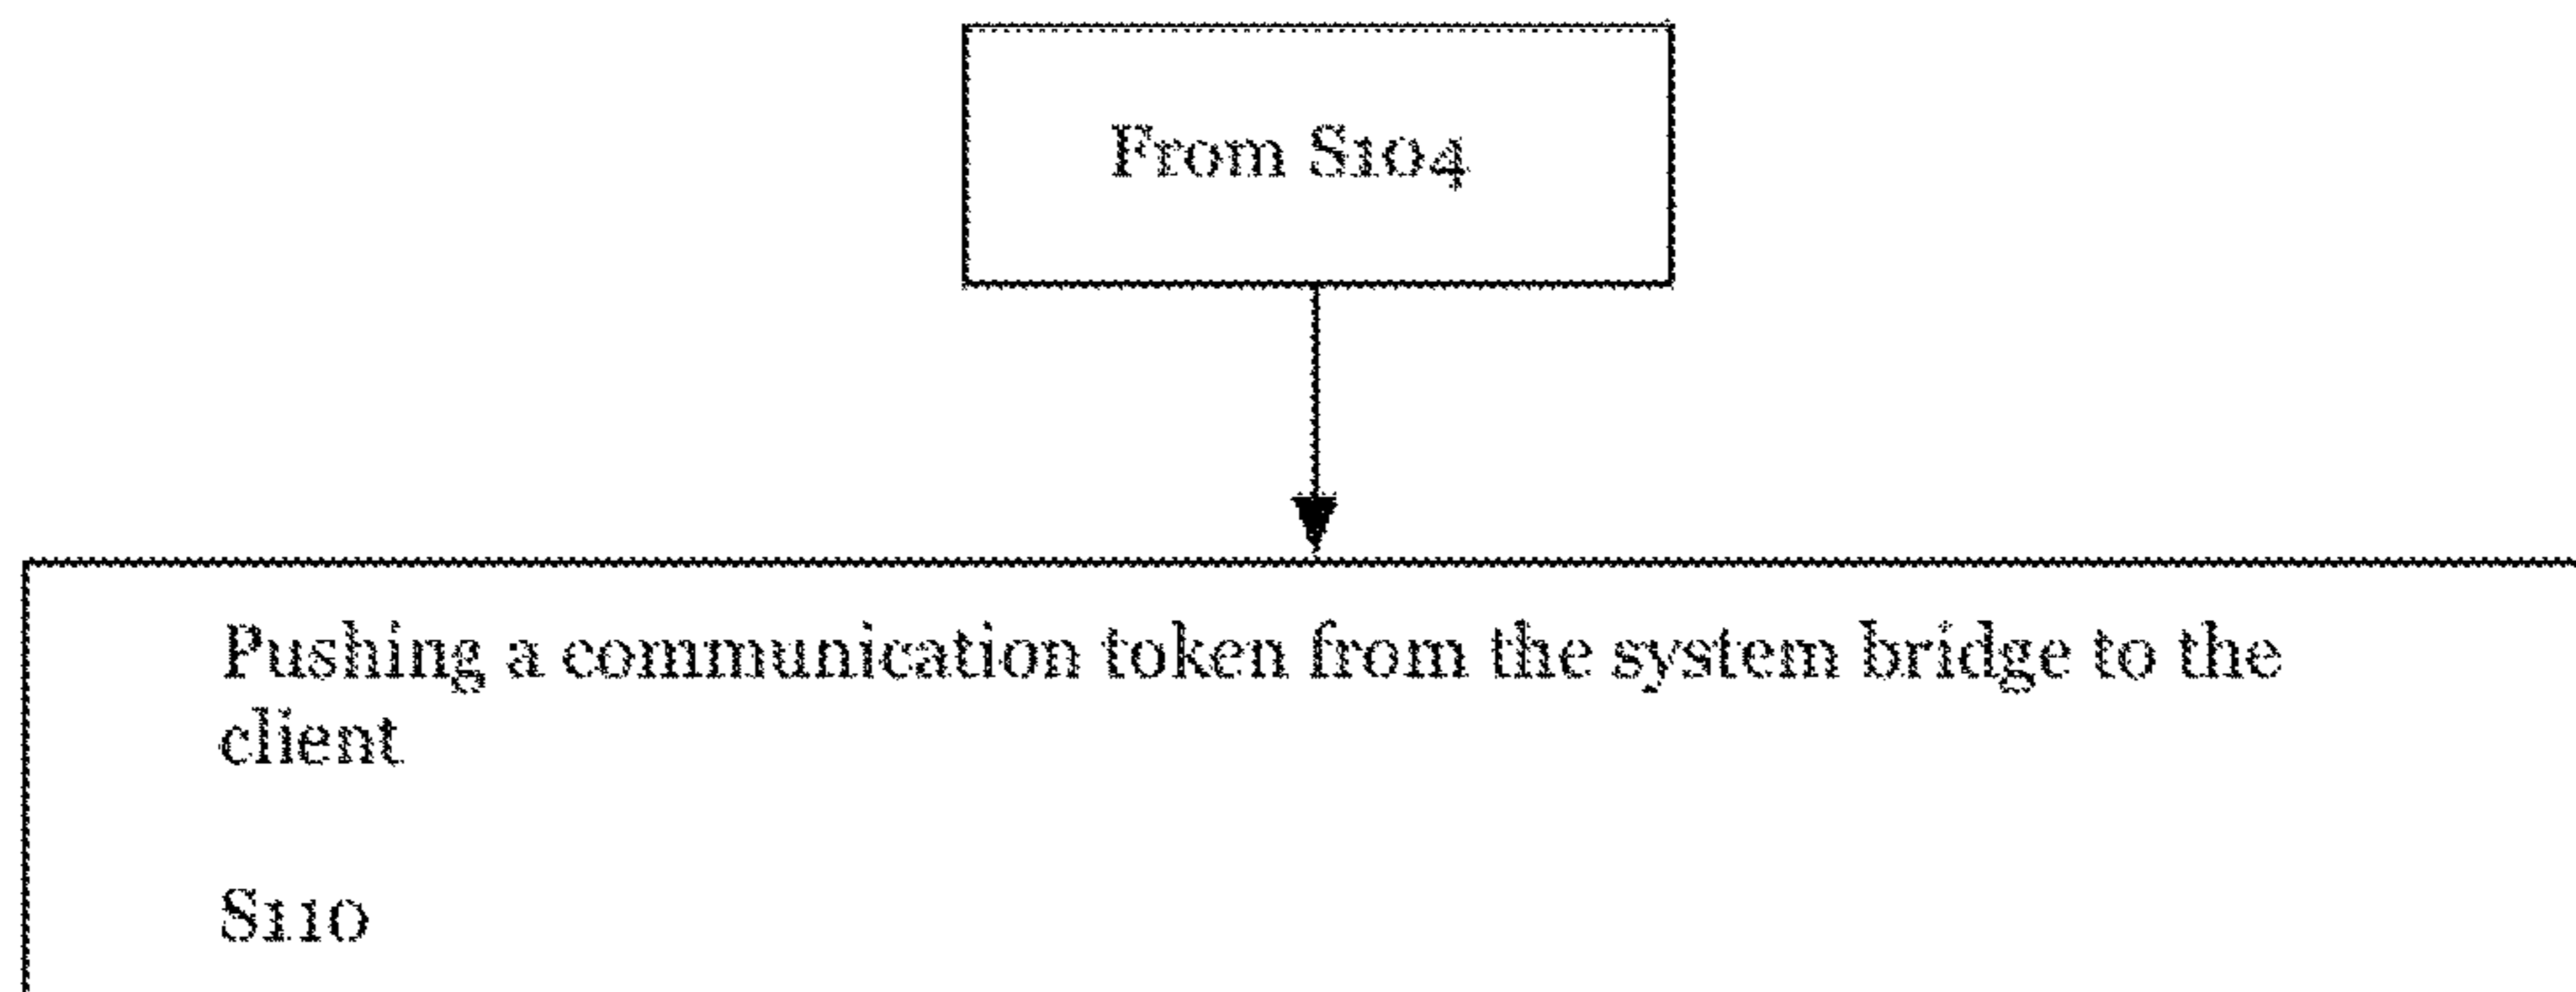 From S104
Pushing a communication token from the system bridge to the
client
S110